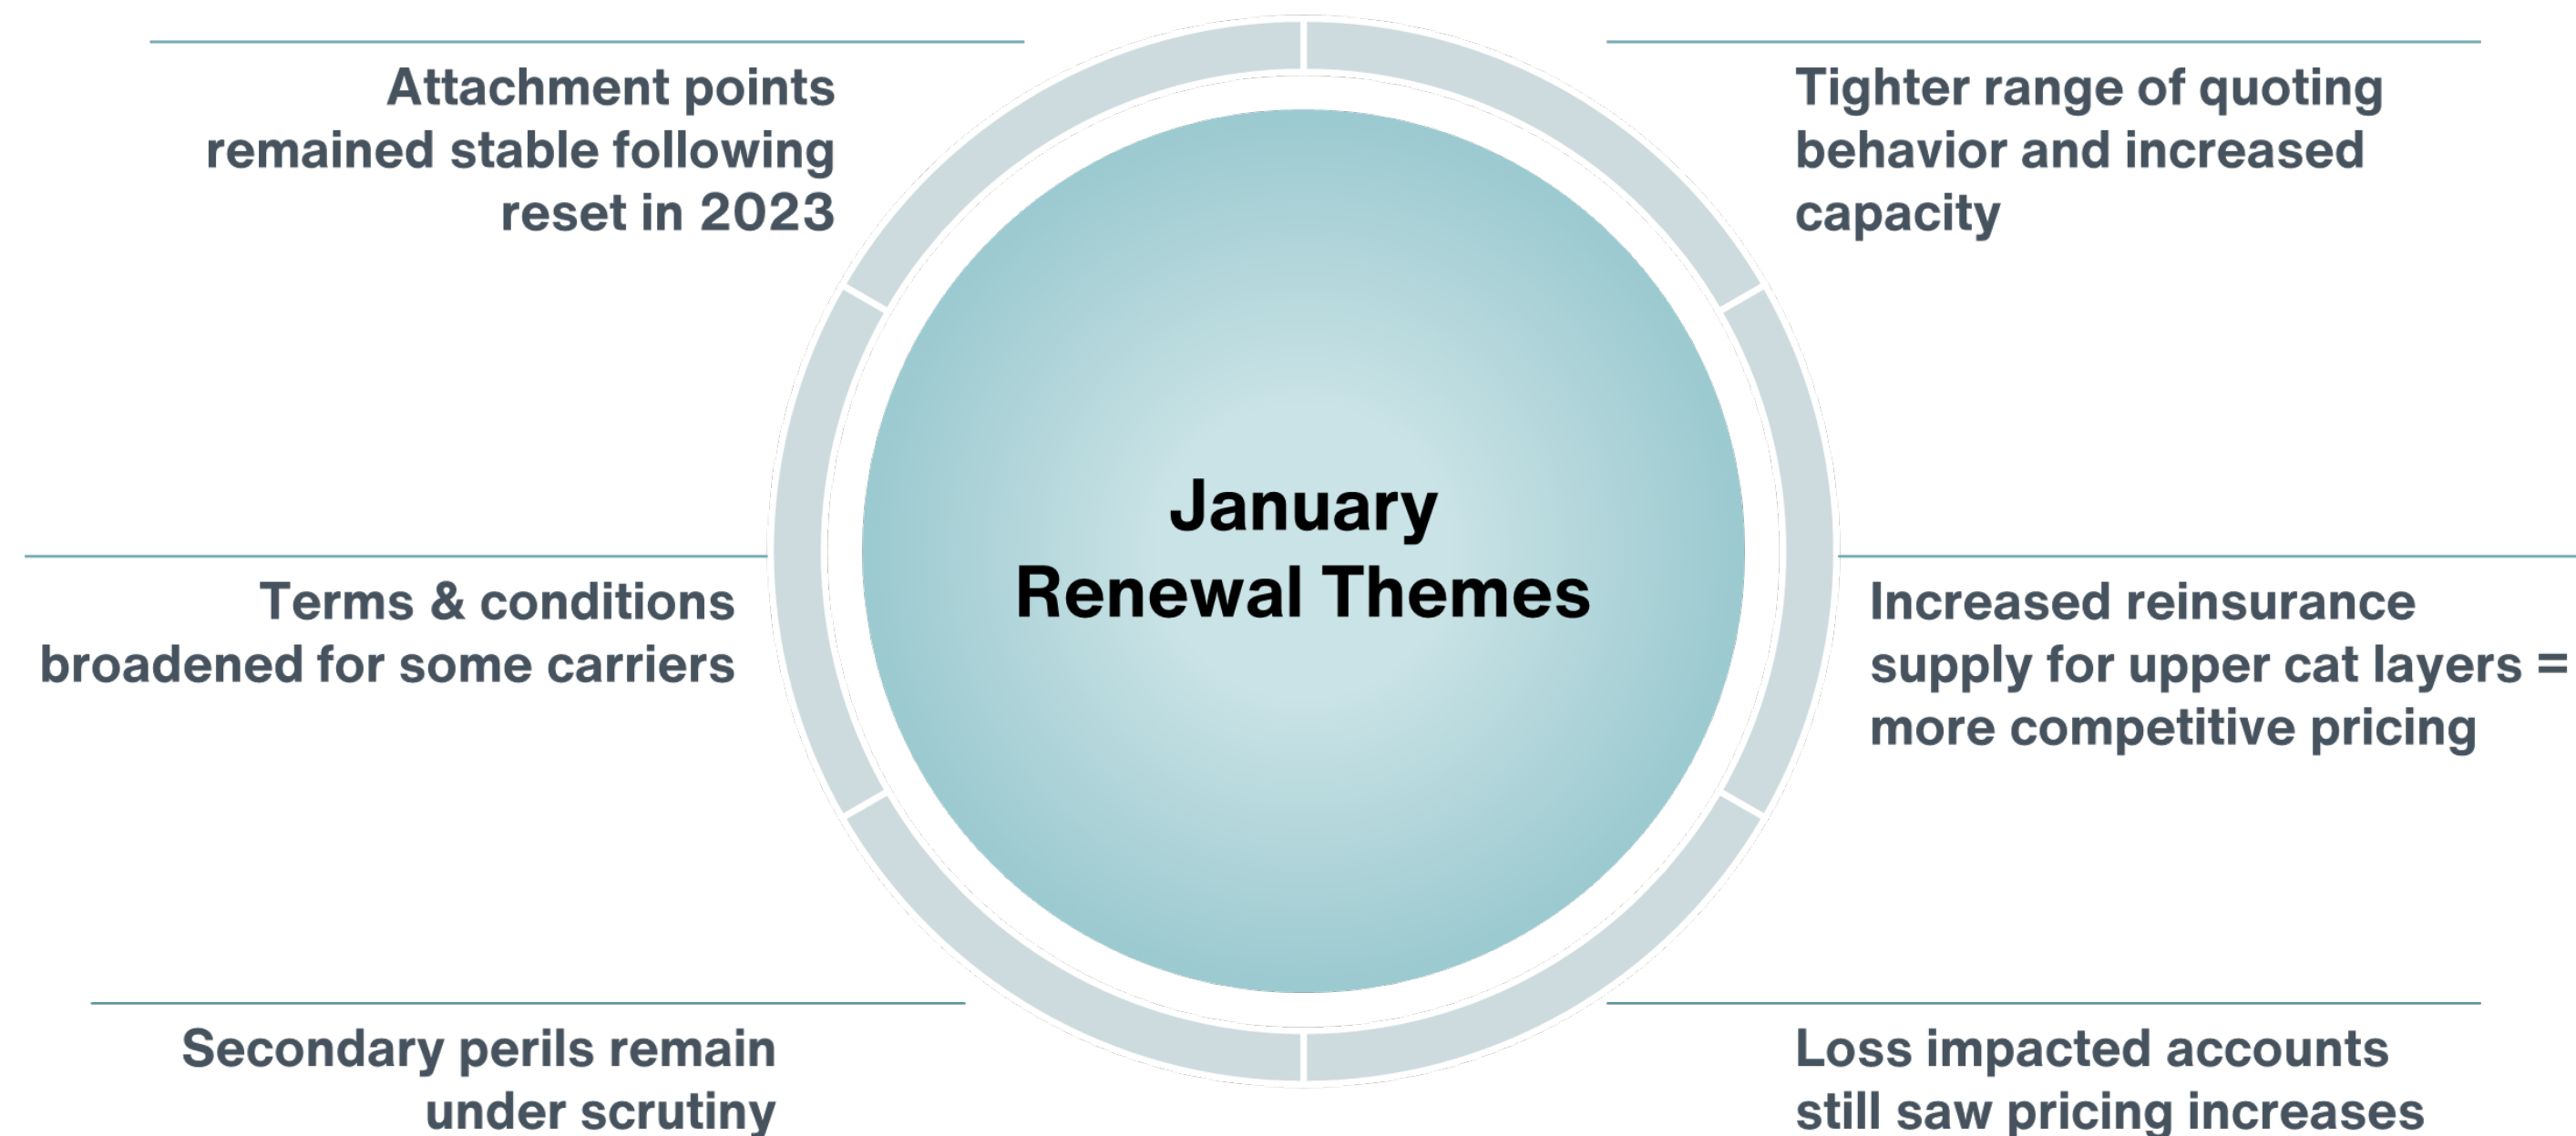 Attachment points
remained stable following
reset in 2023
Tighter range of quoting
behavior and increased
capacity
January
Renewal Themes
Terms & conditions
broadened for some carriers
Increased reinsurance
supply for upper cat layers =
more competitive pricing
Secondary perils remain
under scrutiny
Loss impacted accounts
still saw pricing increases